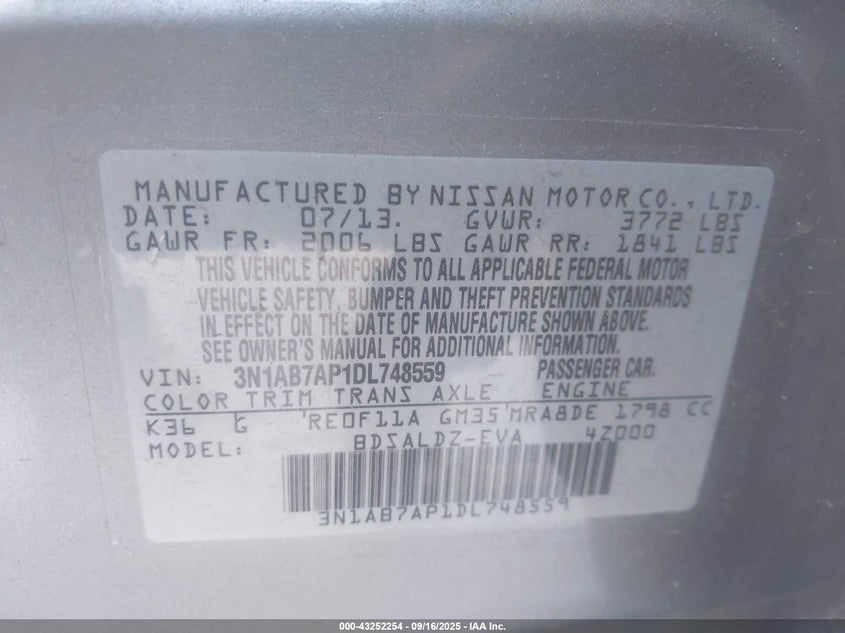 MANUFACTURED BY NISSAN MOTOR CO., LTD.
DATE: 07/13. GVWR: 3772 LBS
GAWR FR: 2006 LBS GAWR RR: 1841 LBS
THIS VEHICLE CONFORMS TO ALL APPLICABLE FEDERAL MOTOR
VEHICLE SAFETY, BUMPER AND THEFT PREVENTION STANDARDS
IN EFFECT ON THE DATE OF MANUFACTURE SHOWN ABOVE.
SEE OWNER'S MANUAL FOR ADDITIONAL INFORMATION.
VIN: 3N1AB7AP1DL748559 PASSENGER CAR.
COLOR TRIM TRANS AXLE ENGINE
K36 G RE0F11A GM35 MRA8DE 1798 CC
MODEL: BDSALDZ-EVA 4Z000
3N1AB7AP1DL748559
000-43252254 - 09/16/2025 - IAA Inc.